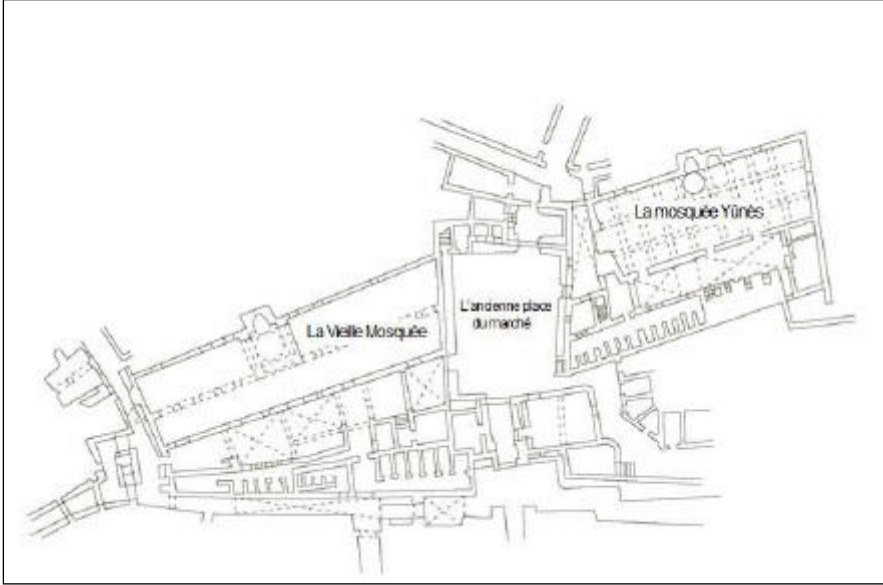 La mosquée Yûnès
L'ancienne place
du marché
La Vieille Mosquée